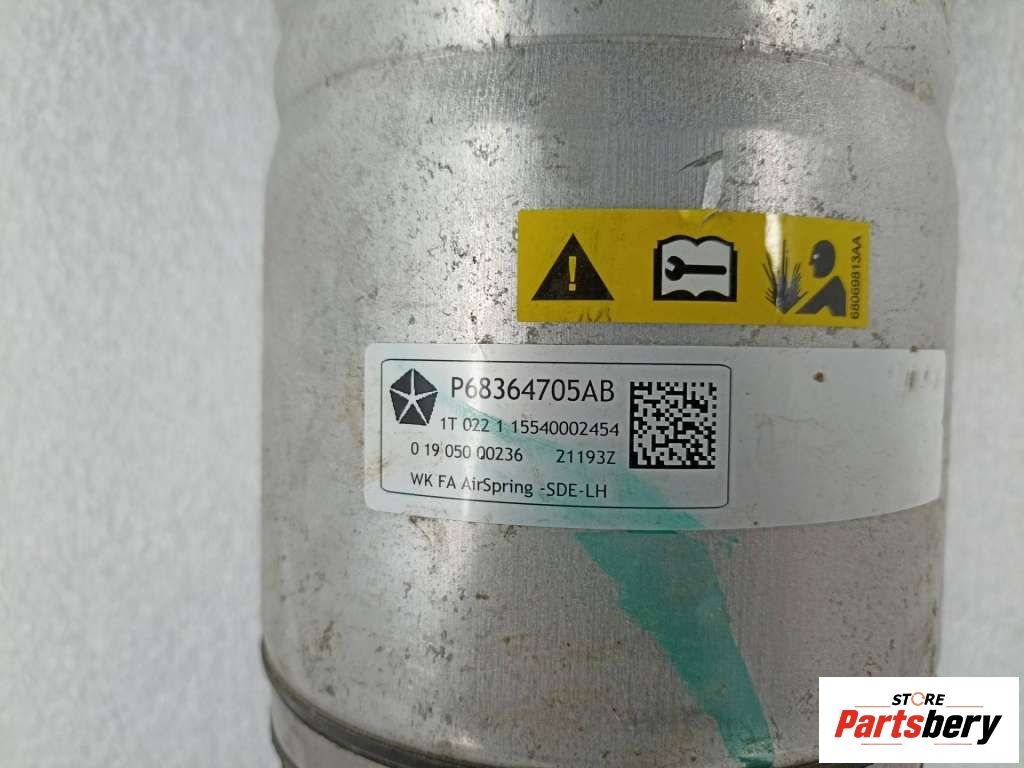 68069813AA
P68364705AB
1T 022 1 15540002454
0 19 050 00236 21193Z
WK FA AirSpring -SDE-LH
STORE
Partsbery